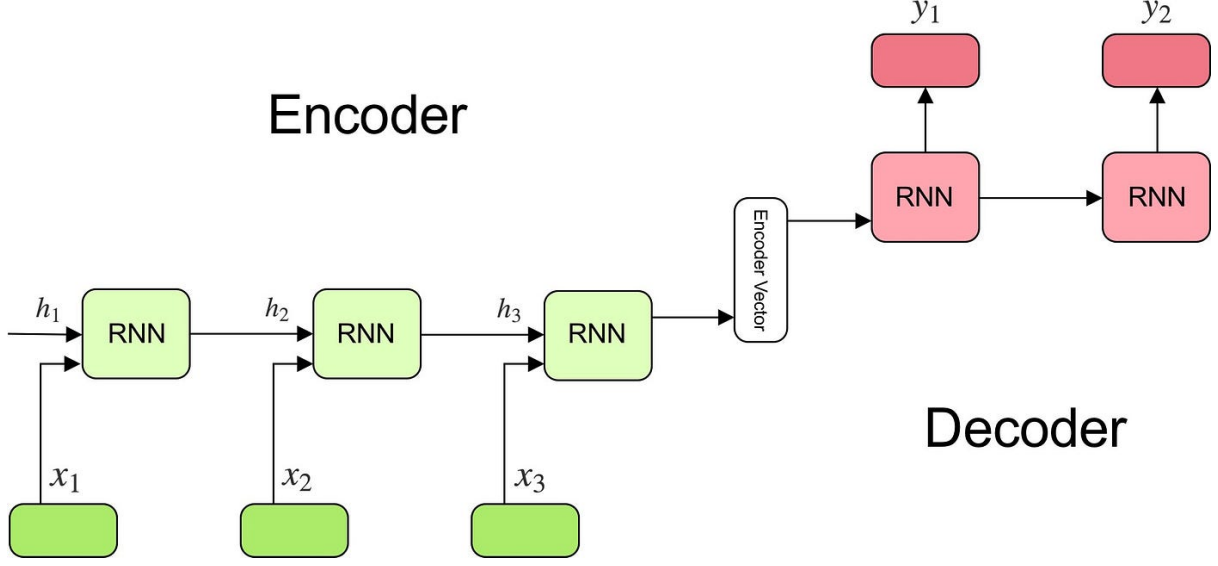 y₁
y₂
Encoder
RNN
RNN
Encoder Vector
h₁
h₂
h₃
RNN
RNN
RNN
Decoder
x₁
x₂
x₃